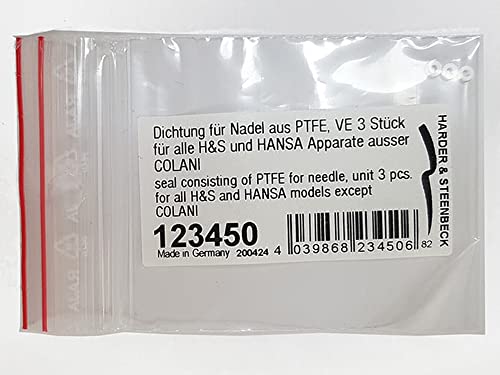 Dichtung für Nadel aus PTFE, VE 3 Stück
für alle H&S und HANSA Apparate ausser
COLANI
seal consisting of PTFE for needle, unit 3 pcs.
for all H&S and HANSA models except
COLANI
123450
Made in Germany 200424
4 039868 234506 82
HARDER & STEENBECK